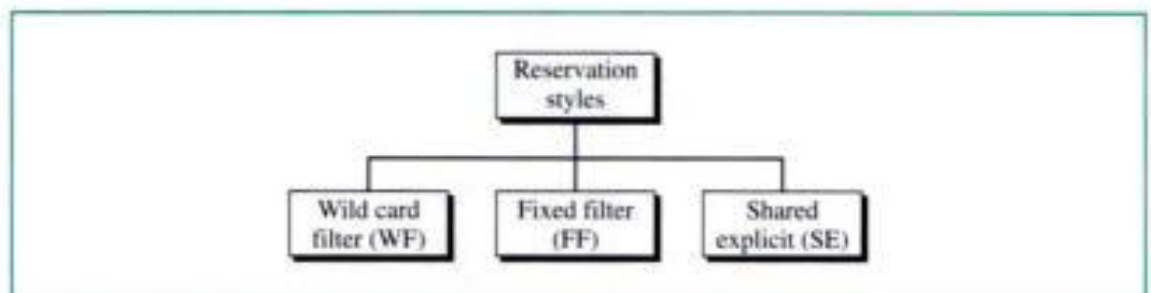 Reservation
styles
Wild card
filter (WF)
Fixed filter
(FF)
Shared
explicit (SE)